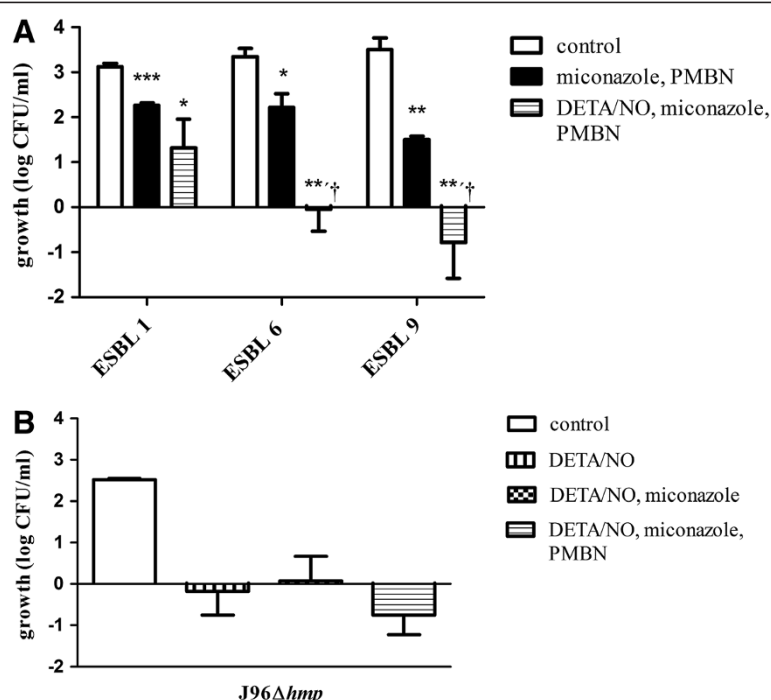 A
growth (log CFU/ml)
4
3
2
1
0
-1
-2
***
*
*
**,†
**
**,†
ESBL 1
ESBL 6
ESBL 9
control
miconazole, PMBN
DETA/NO, miconazole,
PMBN
B
growth (log CFU/ml)
4
3
2
1
0
-1
-2
J96Δhmp
control
DETA/NO
DETA/NO, miconazole
DETA/NO, miconazole,
PMBN